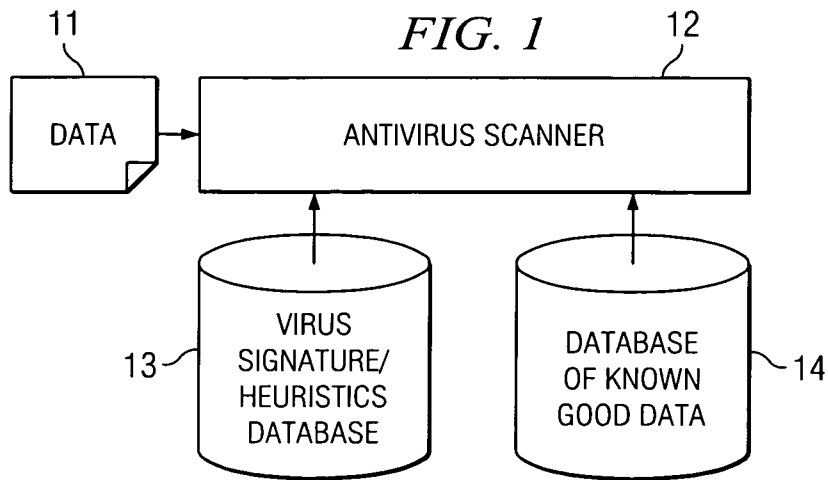 11
FIG. 1
12
DATA
ANTIVIRUS SCANNER
13
VIRUS
SIGNATURE/
HEURISTICS
DATABASE
DATABASE
OF KNOWN
GOOD DATA
14